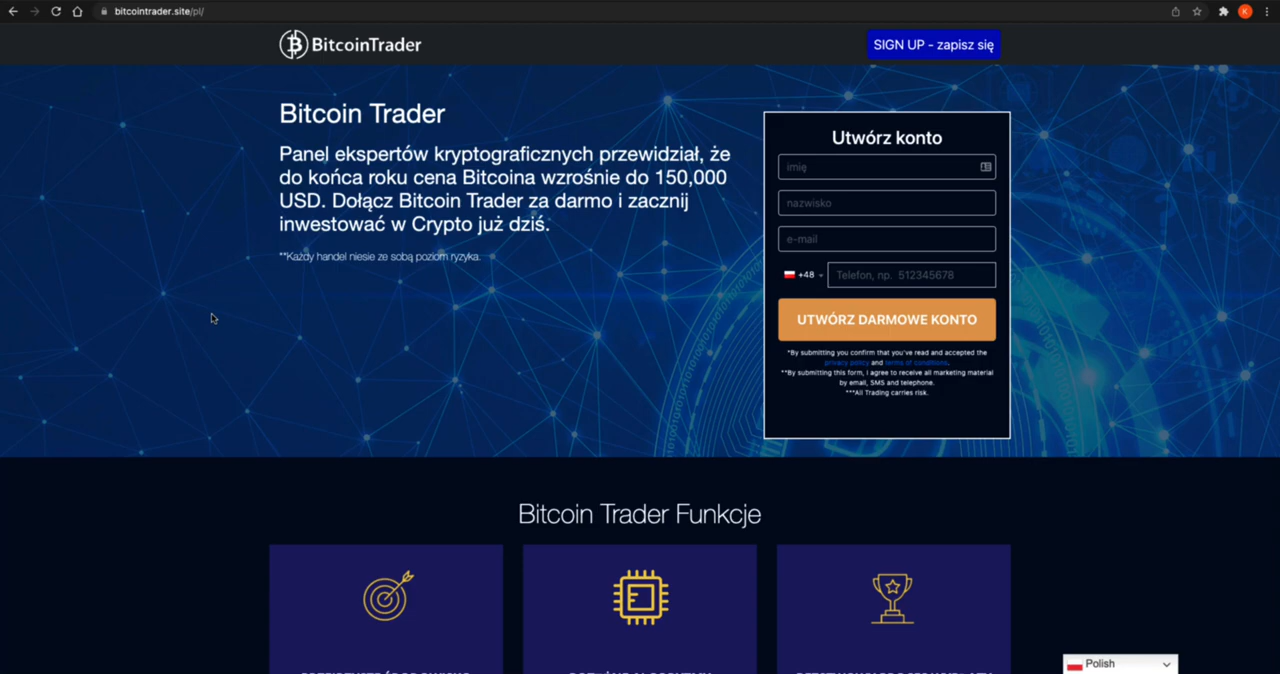 bitcointrader.site/pl/
K
BitcoinTrader
SIGN UP - zapisz się
Bitcoin Trader
Panel ekspertów kryptograficznych przewidział, że
do końca roku cena Bitcoina wzrośnie do 150,000
USD. Dołącz Bitcoin Trader za darmo i zacznij
inwestować w Crypto już dziś.
**Każdy handel niesie ze sobą poziom ryzyka.
Utwórz konto
imię
nazwisko
e-mail
+48 Telefon, np. 512345678
UTWÓRZ DARMOWE KONTO
*By submitting you confirm that you've read and accepted the
privacy policy and terms of conditions.
**By submitting this form, I agree to receive all marketing material
by email, SMS and telephone.
***All Trading carries risk.
Bitcoin Trader Funkcje
Polish